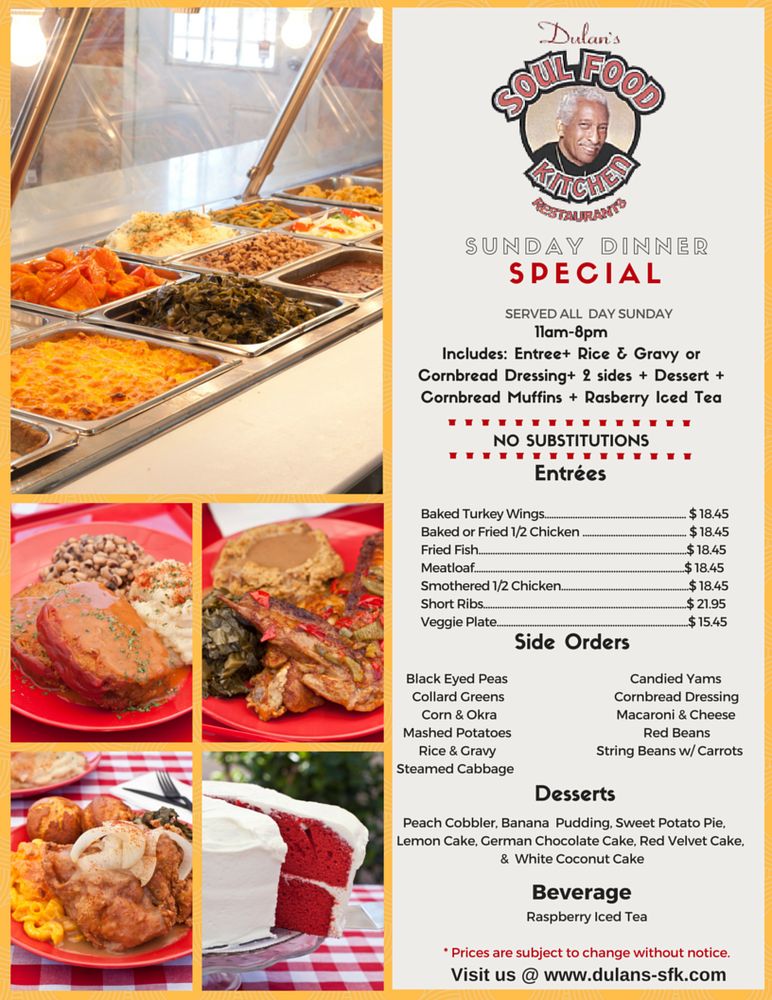 Dulan's
SOUL FOOD
KITCHEN
RESTAURANTS
SUNDAY DINNER
SPECIAL
SERVED ALL DAY SUNDAY
11am-8pm
Includes: Entree+ Rice & Gravy or
Cornbread Dressing+ 2 sides + Dessert +
Cornbread Muffins + Rasberry Iced Tea
NO SUBSTITUTIONS
Entrées
Baked Turkey Wings........................................... $ 18.45
Baked or Fried 1/2 Chicken ................................ $ 18.45
Fried Fish...............................................................$ 18.45
Meatloaf................................................................$ 18.45
Smothered 1/2 Chicken.......................................$18.45
Short Ribs..............................................................$ 21.95
Veggie Plate..........................................................$ 15.45
Side Orders
Black Eyed Peas
Collard Greens
Corn & Okra
Mashed Potatoes
Rice & Gravy
Steamed Cabbage
Candied Yams
Cornbread Dressing
Macaroni & Cheese
Red Beans
String Beans w/ Carrots
Desserts
Peach Cobbler, Banana Pudding, Sweet Potato Pie,
Lemon Cake, German Chocolate Cake, Red Velvet Cake,
& White Coconut Cake
Beverage
Raspberry Iced Tea
* Prices are subject to change without notice.
Visit us @ www.dulans-sfk.com